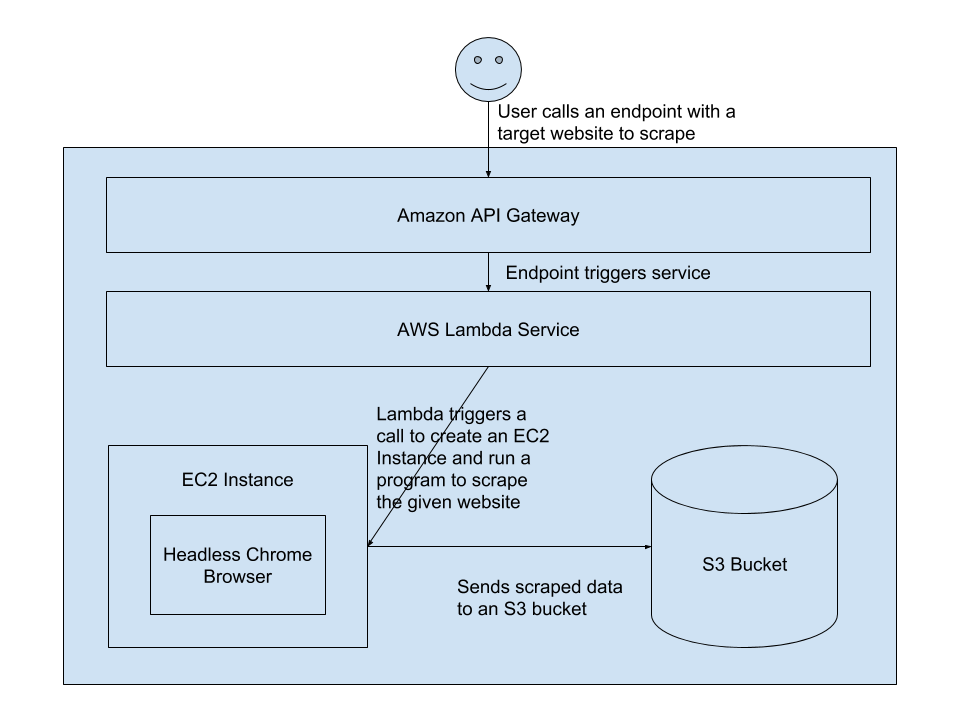 User calls an endpoint with a
target website to scrape
Amazon API Gateway
Endpoint triggers service
AWS Lambda Service
Lambda triggers a
call to create an EC2
Instance and run a
program to scrape
the given website
EC2 Instance
Headless Chrome
Browser
S3 Bucket
Sends scraped data
to an S3 bucket